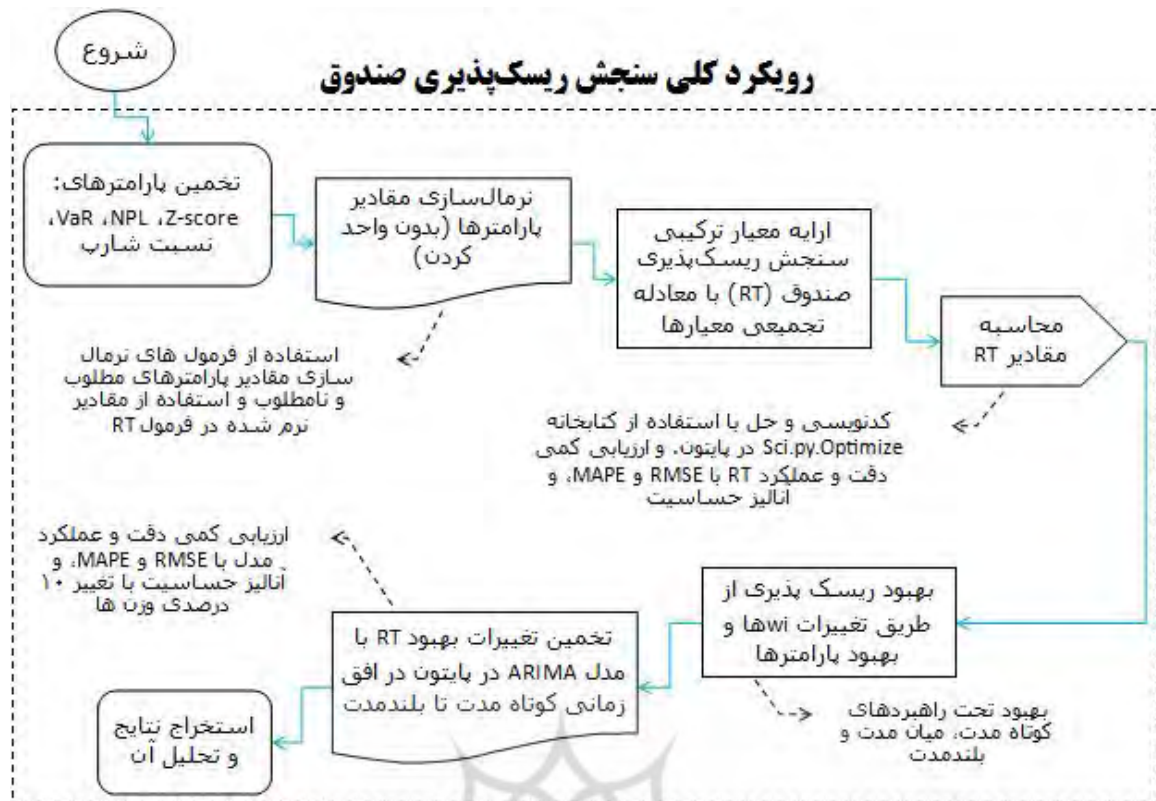 شروع
رویکرد کلی سنجش ریسک‌پذیری صندوق
تخمین پارامترهای:
VaR ،NPL ،Z-score،
نسبت شارپ
نرمال‌سازی مقادیر
پارامترها (بدون واحد
کردن)
ارایه معیار ترکیبی
سنجش ریسک‌پذیری
صندوق (RT) با معادله
تجمیعی معیارها
محاسبه
مقادیر RT
استفاده از فرمول های نرمال
سازی مقادیر پارامترهای مطلوب
و نامطلوب و استفاده از مقادیر
نرم شده در فرمول RT
کدنویسی و حل با استفاده از کتابخانه
Sci.py.Optimize در پایتون. و ارزیابی کمی
دقت و عملکرد RT با RMSE و MAPE، و
آنالیز حساسیت
بهبود ریسک پذیری از
طریق تغییرات wiها و
بهبود پارامترها
بهبود تحت راهبردهای
کوتاه مدت، میان مدت و
بلندمدت
تخمین تغییرات بهبود RT با
مدل ARIMA در پایتون در افق
زمانی کوتاه مدت تا بلندمدت
ارزیابی کمی دقت و عملکرد
مدل با RMSE و MAPE، و
آنالیز حساسیت با تغییر ۱۰
درصدی وزن ها
استخراج نتایج
و تحلیل آن